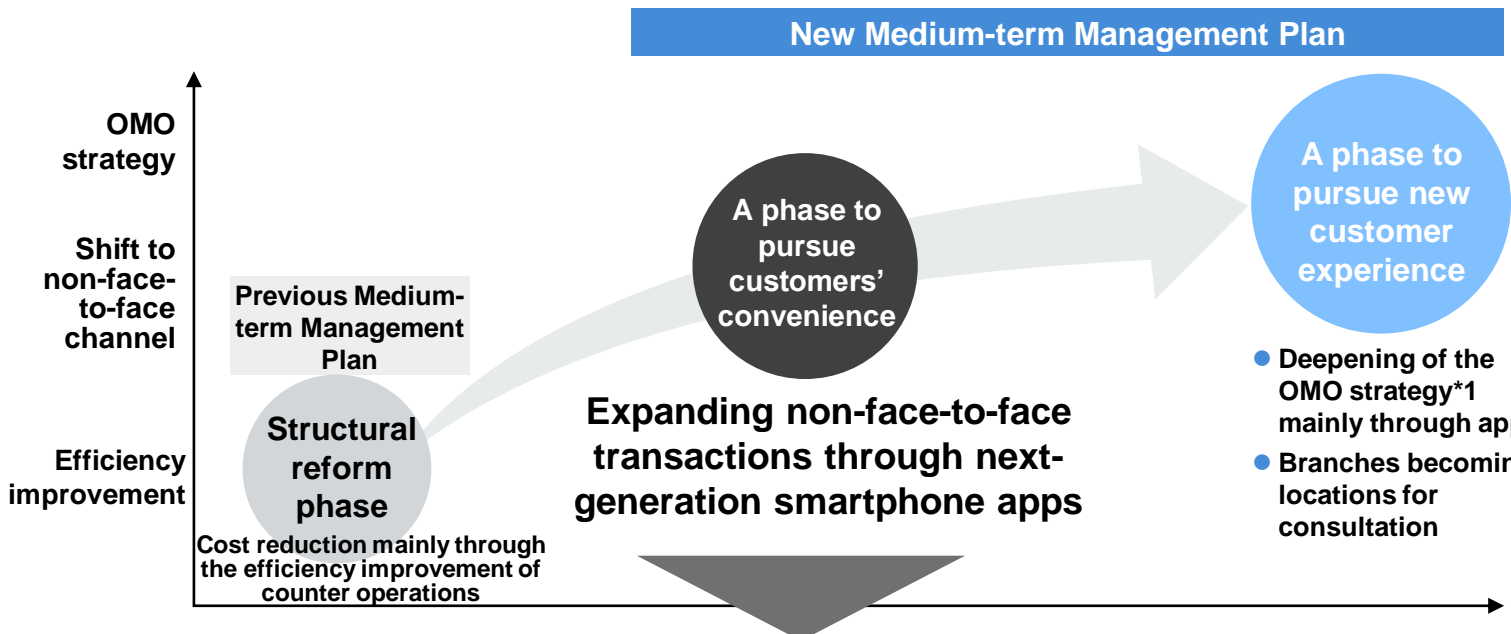 New Medium-term Management Plan
OMO
strategy
Shift to
non-face-
to-face
channel
Efficiency
improvement
Previous Medium-
term Management
Plan
Structural
reform
phase
Cost reduction mainly through
the efficiency improvement of
counter operations
A phase to
pursue
customers’
convenience
Expanding non-face-to-face
transactions through next-
generation smartphone apps
A phase to
pursue new
customer
experience
● Deepening of the
OMO strategy*1
mainly through
● Branches
locations for
consultation